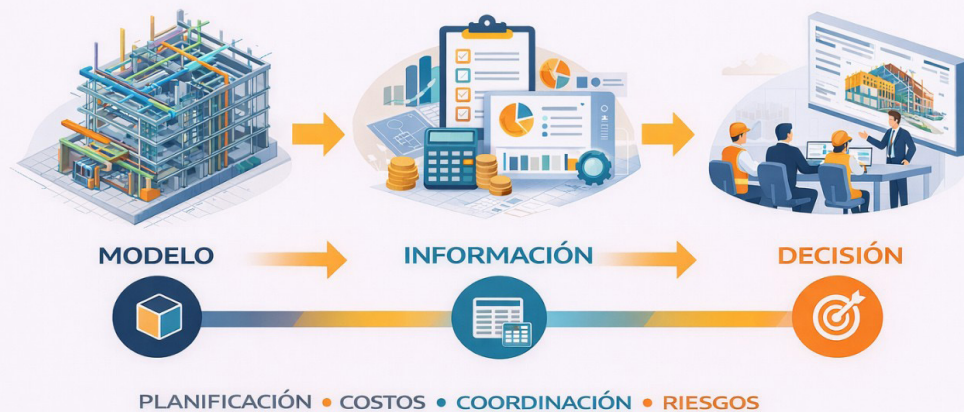 MODELO
INFORMACIÓN
DECISIÓN
PLANIFICACIÓN • COSTOS • COORDINACIÓN • RIESGOS